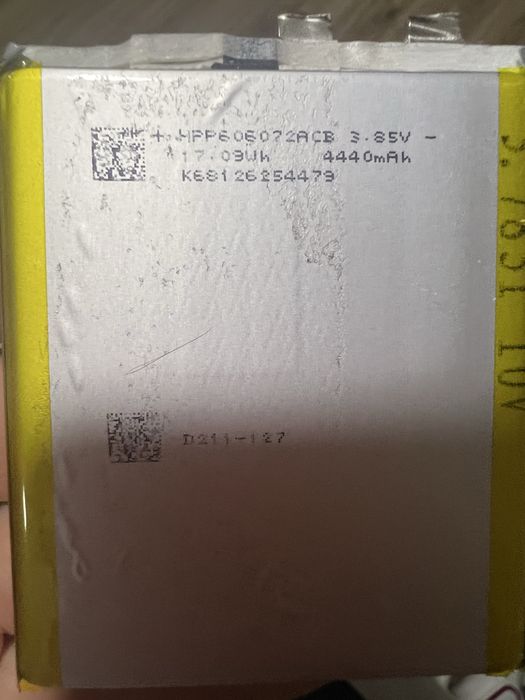 + HPP606072ACB 3.85V -
17.09Wh 4440mAh
K68126254479
D211-127